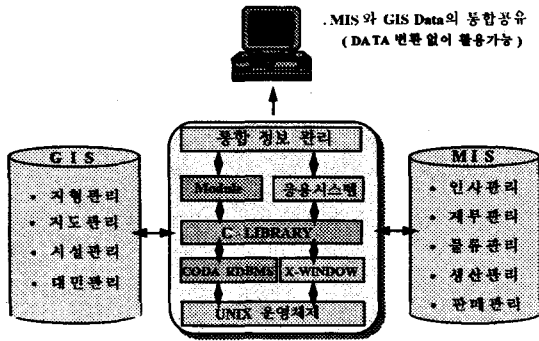 . MIS 와 GIS Data의 통합공유
( DATA 변환 없이 활용가능 )
통합 정보 관리
Module
응용시스템
C LIBRARY
CODA RDBMS
X-WINDOW
UNIX 운영체제
G I S
• 지형관리
• 지도관리
• 시설관리
• 대민관리
M I S
• 인사관리
• 재무관리
• 물류관리
• 생산관리
• 판매관리